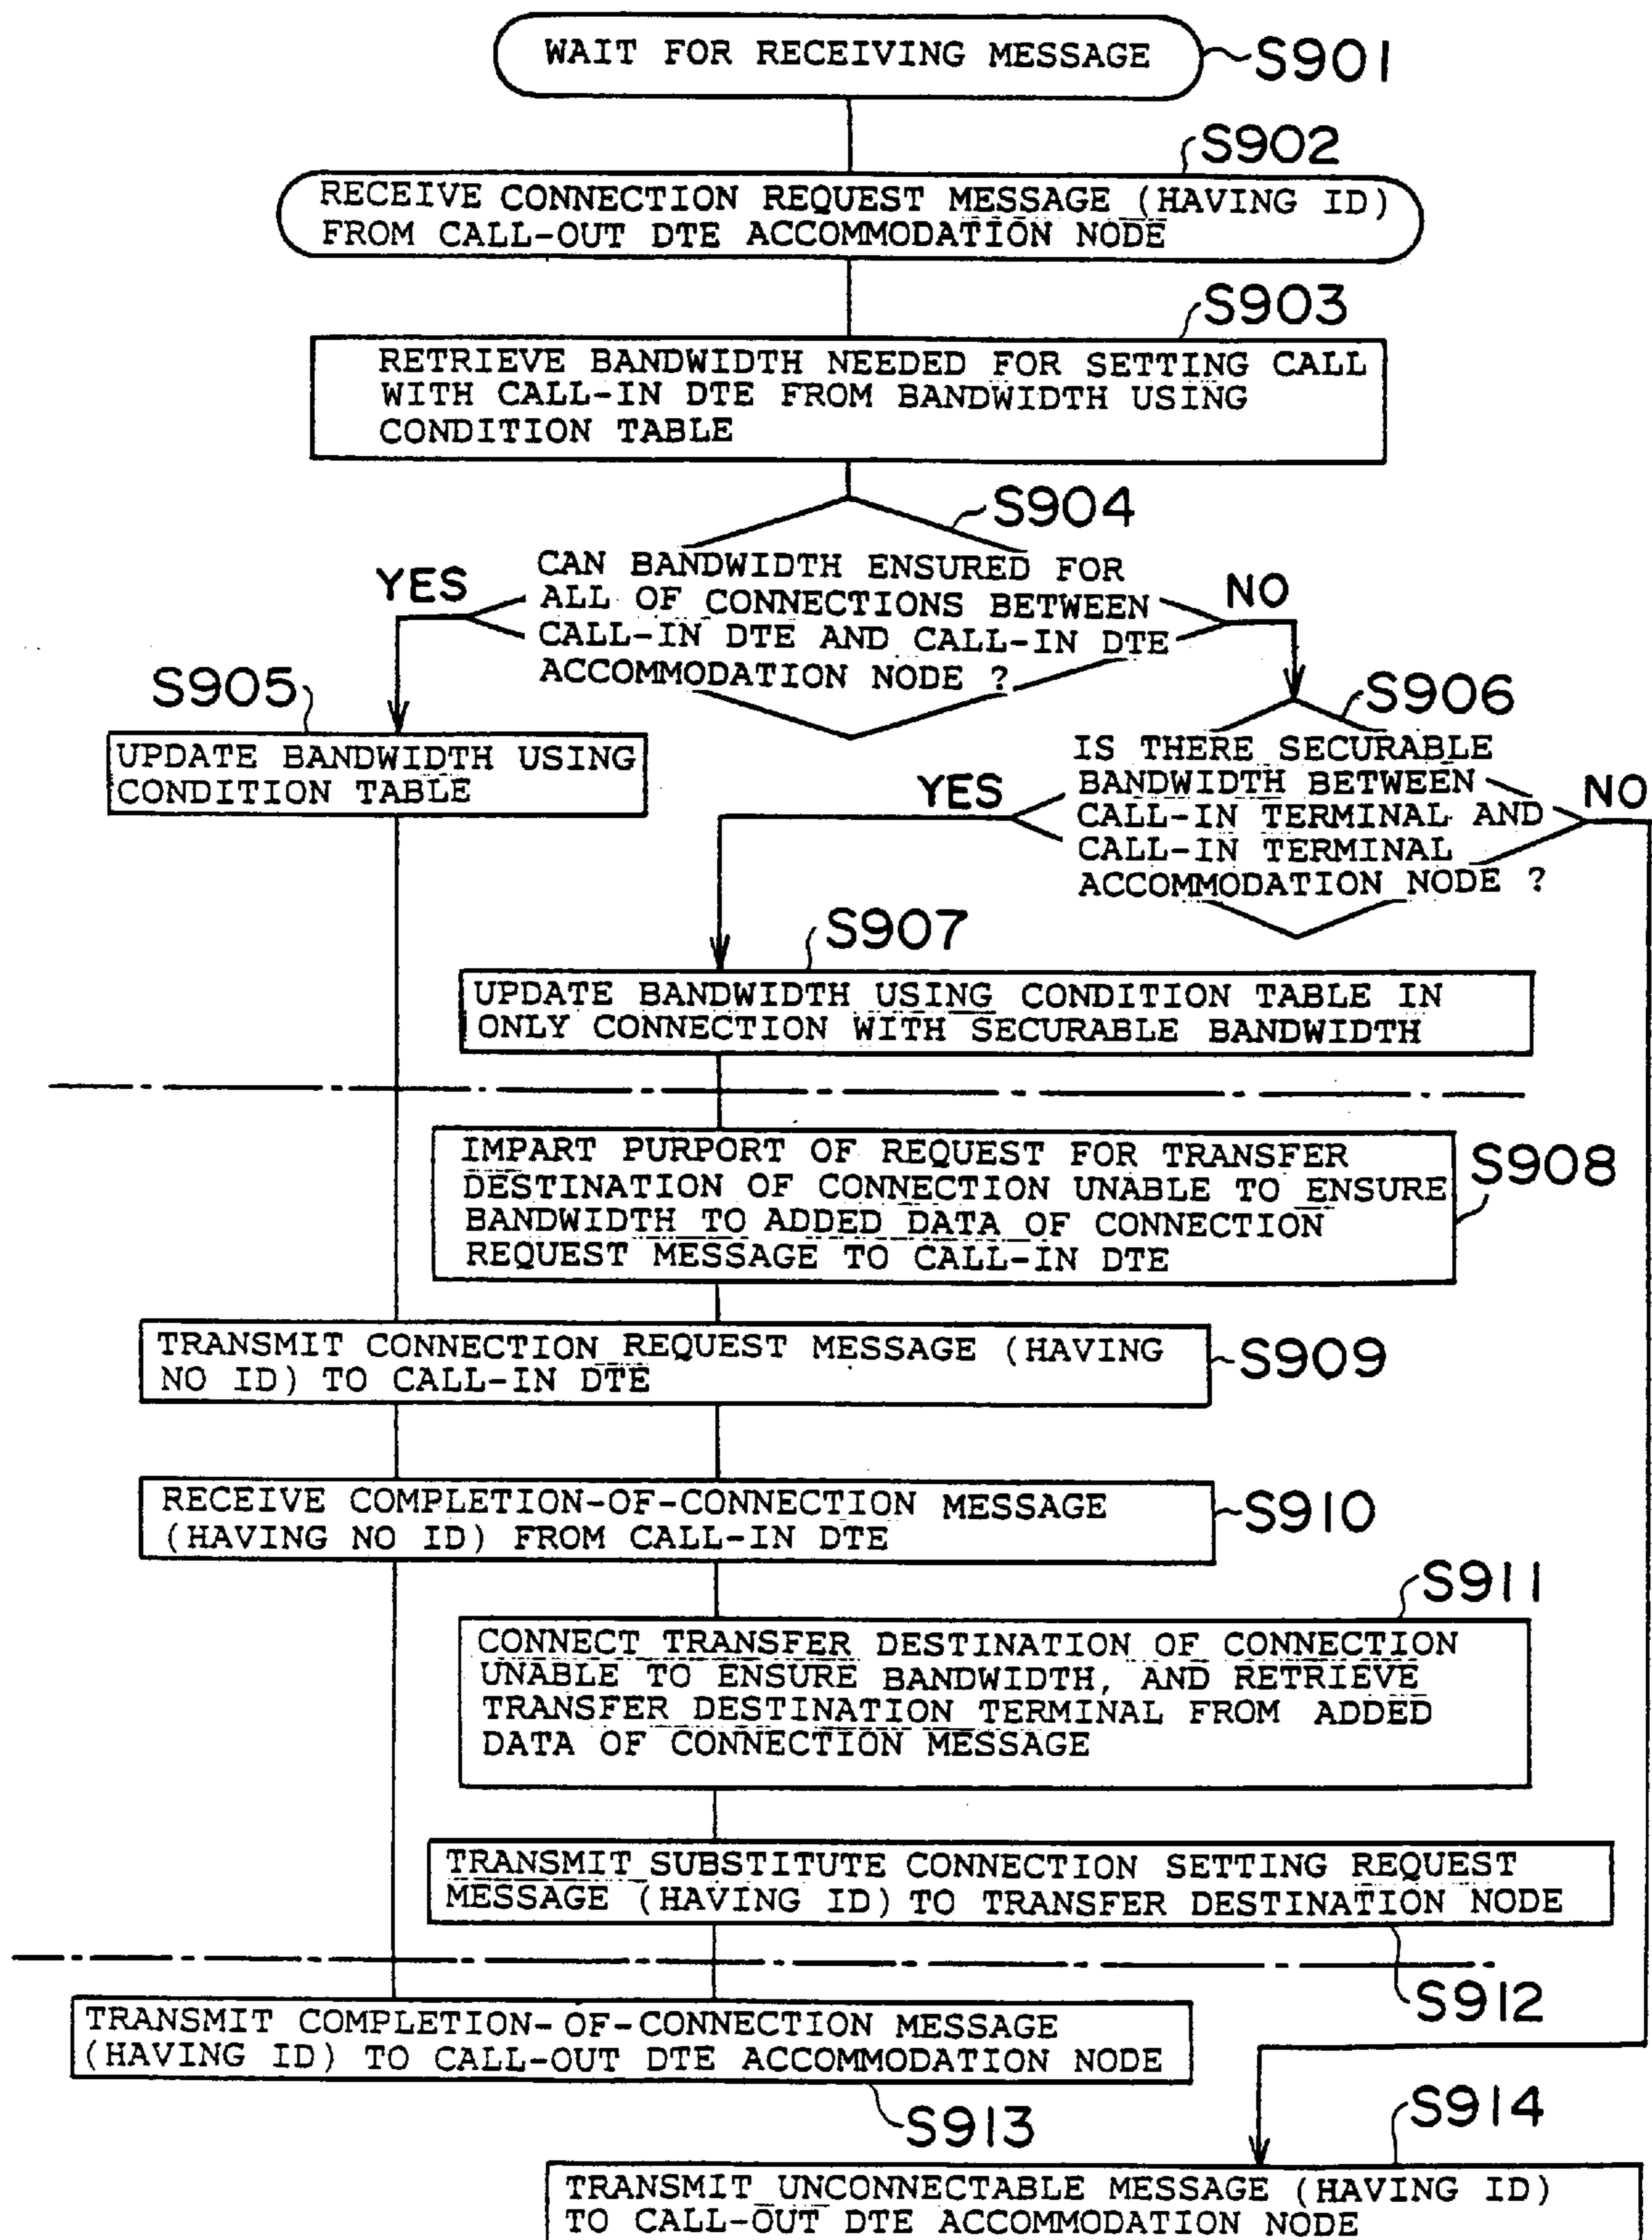 WAIT FOR RECEIVING MESSAGE
S901
S902
RECEIVE CONNECTION REQUEST MESSAGE (HAVING ID)
FROM CALL-OUT DTE ACCOMMODATION NODE
S903
RETRIEVE BANDWIDTH NEEDED FOR SETTING CALL
WITH CALL-IN DTE FROM BANDWIDTH USING
CONDITION TABLE
S904
CAN BANDWIDTH ENSURED FOR
ALL OF CONNECTIONS BETWEEN
CALL-IN DTE AND CALL-IN DTE
ACCOMMODATION NODE ?
YES
NO
S905
UPDATE BANDWIDTH USING
CONDITION TABLE
S906
IS THERE SECURABLE
BANDWIDTH BETWEEN
CALL-IN TERMINAL AND
CALL-IN TERMINAL
ACCOMMODATION NODE ?
YES
NO
S907
UPDATE BANDWIDTH USING CONDITION TABLE IN
ONLY CONNECTION WITH SECURABLE BANDWIDTH
IMPART PURPORT OF REQUEST FOR TRANSFER
DESTINATION OF CONNECTION UNABLE TO ENSURE
BANDWIDTH TO ADDED DATA OF CONNECTION
REQUEST MESSAGE TO CALL-IN DTE
S908
TRANSMIT CONNECTION REQUEST MESSAGE (HAVING
NO ID) TO CALL-IN DTE
S909
RECEIVE COMPLETION-OF-CONNECTION MESSAGE
(HAVING NO ID) FROM CALL-IN DTE
S910
S911
CONNECT TRANSFER DESTINATION OF CONNECTION
UNABLE TO ENSURE BANDWIDTH, AND RETRIEVE
TRANSFER DESTINATION TERMINAL FROM ADDED
DATA OF CONNECTION MESSAGE
TRANSMIT SUBSTITUTE CONNECTION SETTING REQUEST
MESSAGE (HAVING ID) TO TRANSFER DESTINATION NODE
S912
TRANSMIT COMPLETION-OF-CONNECTION MESSAGE
(HAVING ID) TO CALL-OUT DTE ACCOMMODATION NODE
S913
S914
TRANSMIT UNCONNECTABLE MESSAGE (HAVING ID)
TO CALL-OUT DTE ACCOMMODATION NODE